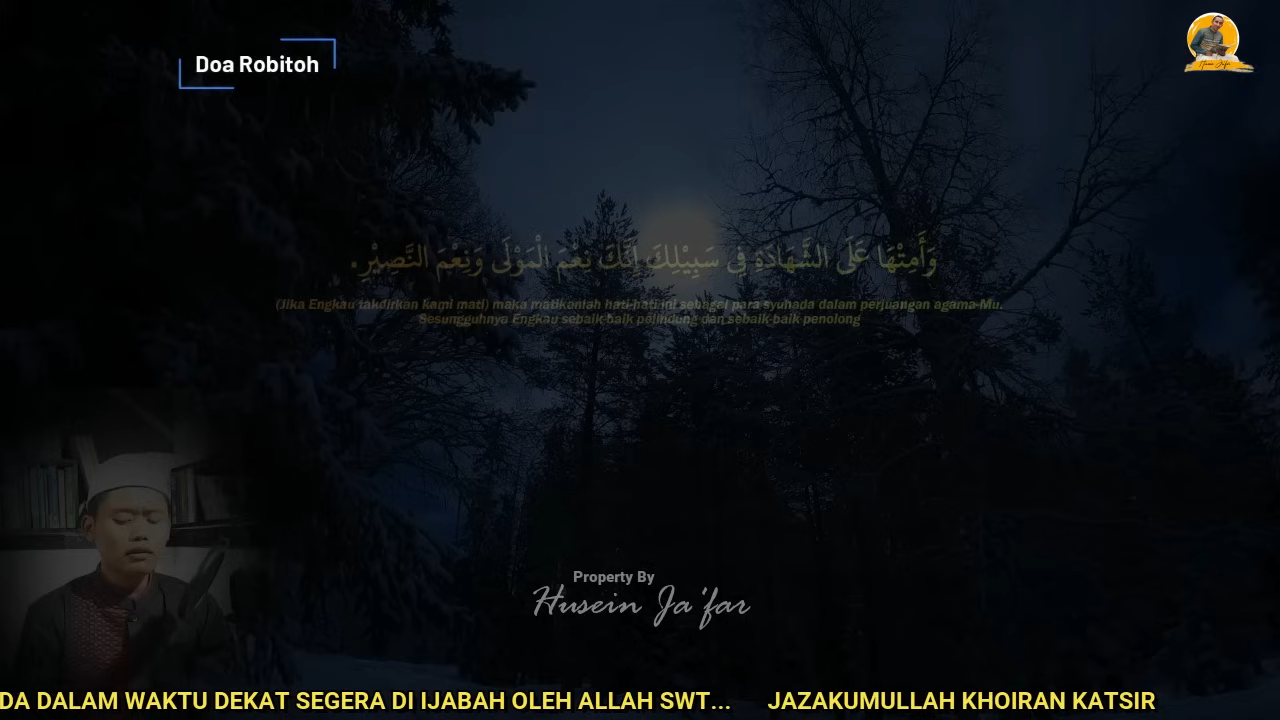 Doa Robitoh
وَأَمِتْهَا عَلَى الشَّهَادَةِ فِى سَبِيْلِكَ إِنَّكَ نِعْمَ الْمَوْلَى وَنِعْمَ النَّصِيْرِ.
(Jika Engkau takdirkan kami mati) maka matikanlah hati-hati ini sebagai para syuhada dalam perjuangan agama-Mu.
Sesungguhnya Engkau sebaik-baik pelindung dan sebaik-baik penolong
Property By
Husein Ja'far
DA DALAM WAKTU DEKAT SEGERA DI IJABAH OLEH ALLAH SWT... JAZAKUMULLAH KHOIRAN KATSIR